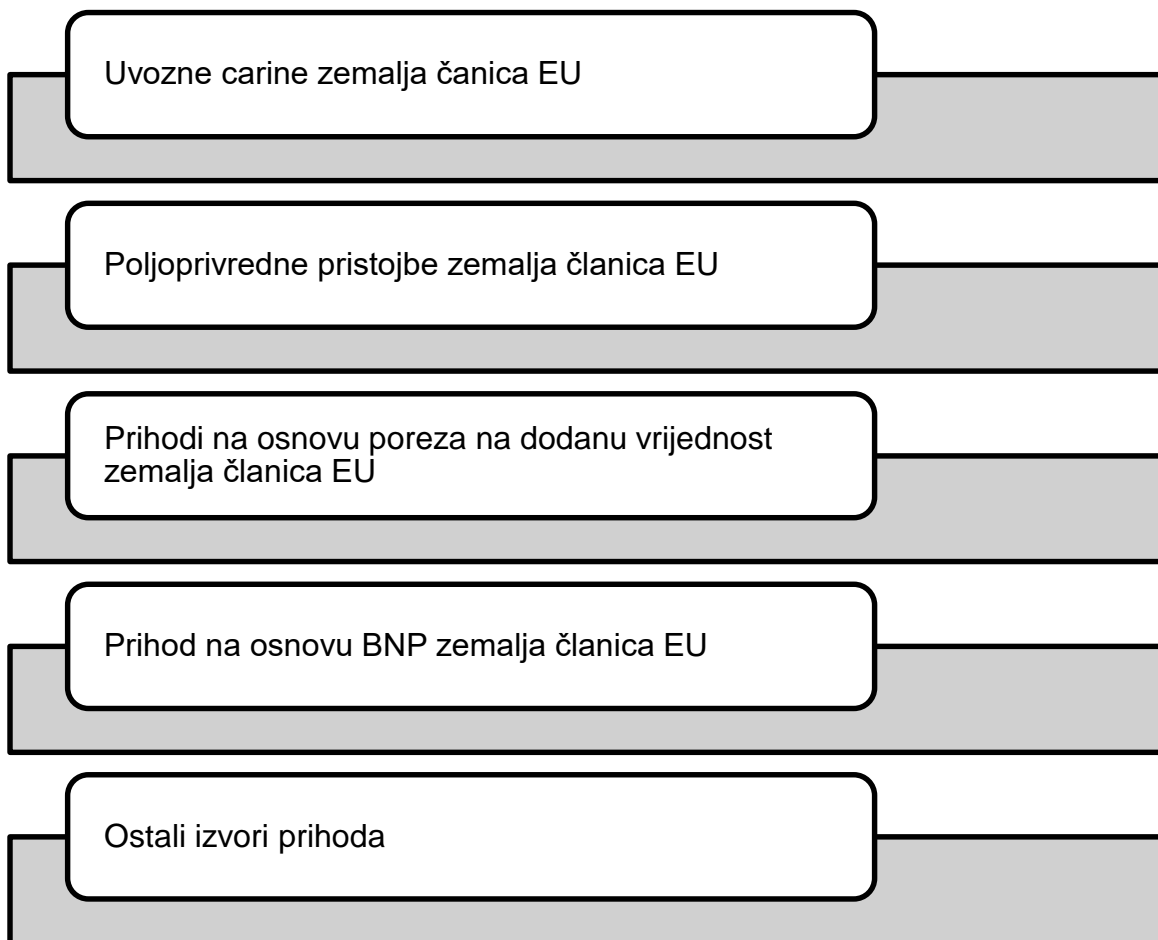 Uvozne carine zemalja čanica EU
Poljoprivredne pristojbe zemalja članica EU
Prihodi na osnovu poreza na dodanu vrijednost
zemalja članica EU
Prihod na osnovu BNP zemalja članica EU
Ostali izvori prihoda